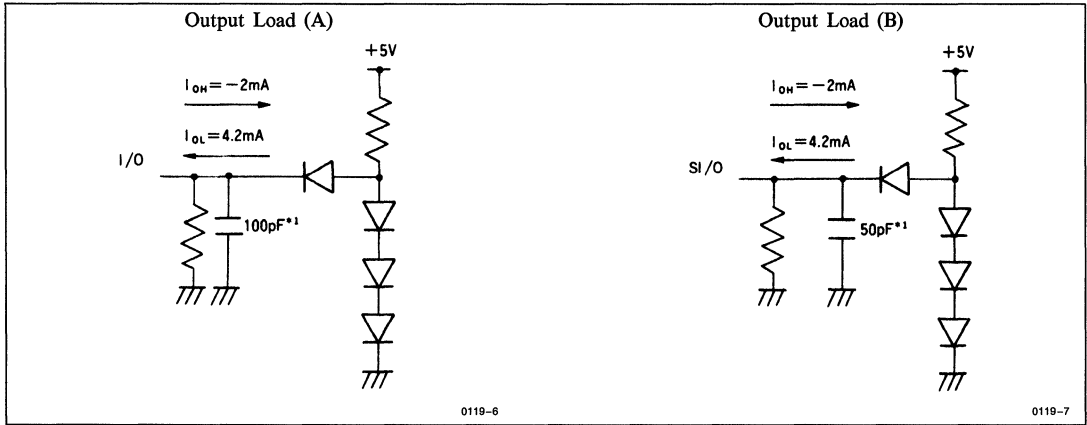 Output Load (A)
+5V
I OH = −2mA
I OL = 4.2mA
I/O
100pF*1
0119–6
Output Load (B)
+5V
I OH = −2mA
I OL = 4.2mA
SI/O
50pF*1
0119–7